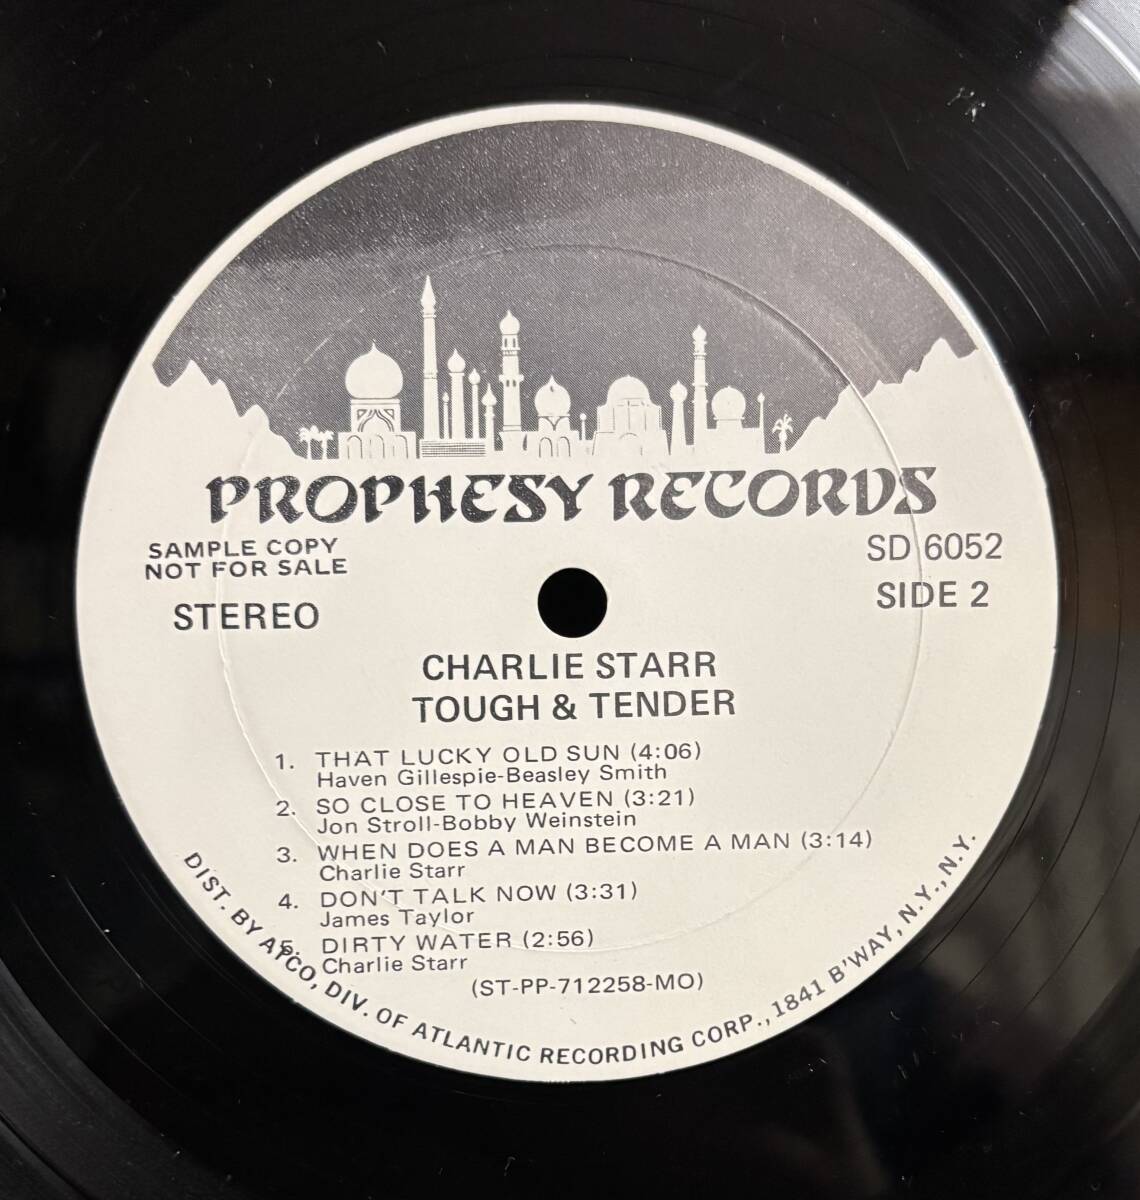 PROPHESY RECORDS
SAMPLE COPY
NOT FOR SALE
STEREO
SD 6052
SIDE 2
CHARLIE STARR
TOUGH & TENDER
1. THAT LUCKY OLD SUN (4:06)
Haven Gillespie-Beasley Smith
2. SO CLOSE TO HEAVEN (3:21)
Jon Stroll-Bobby Weinstein
3. WHEN DOES A MAN BECOME A MAN (3:14)
Charlie Starr
4. DON'T TALK NOW (3:31)
James Taylor
5. DIRTY WATER (2:56)
Charlie Starr
(ST-PP-712258-MO)
DIST. BY ATCO, DIV. OF ATLANTIC RECORDING CORP., 1841 B'WAY, N.Y., N.Y.